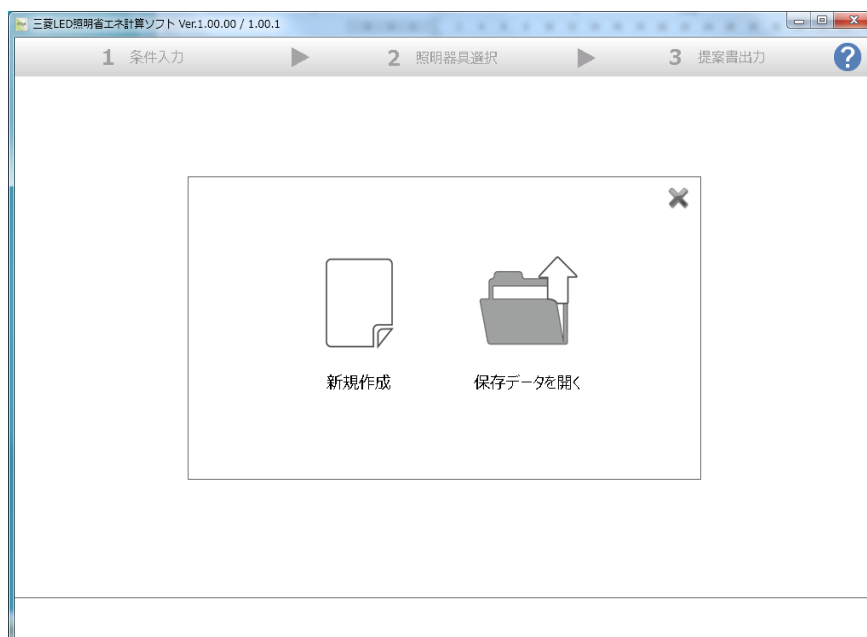 三菱LED照明省エネ計算ソフト Ver.1.00.00 / 1.00.1
1 条件入力 ▶ 2 照明器具選択 ▶ 3 提案書出力 ?
新規作成 保存データを開く